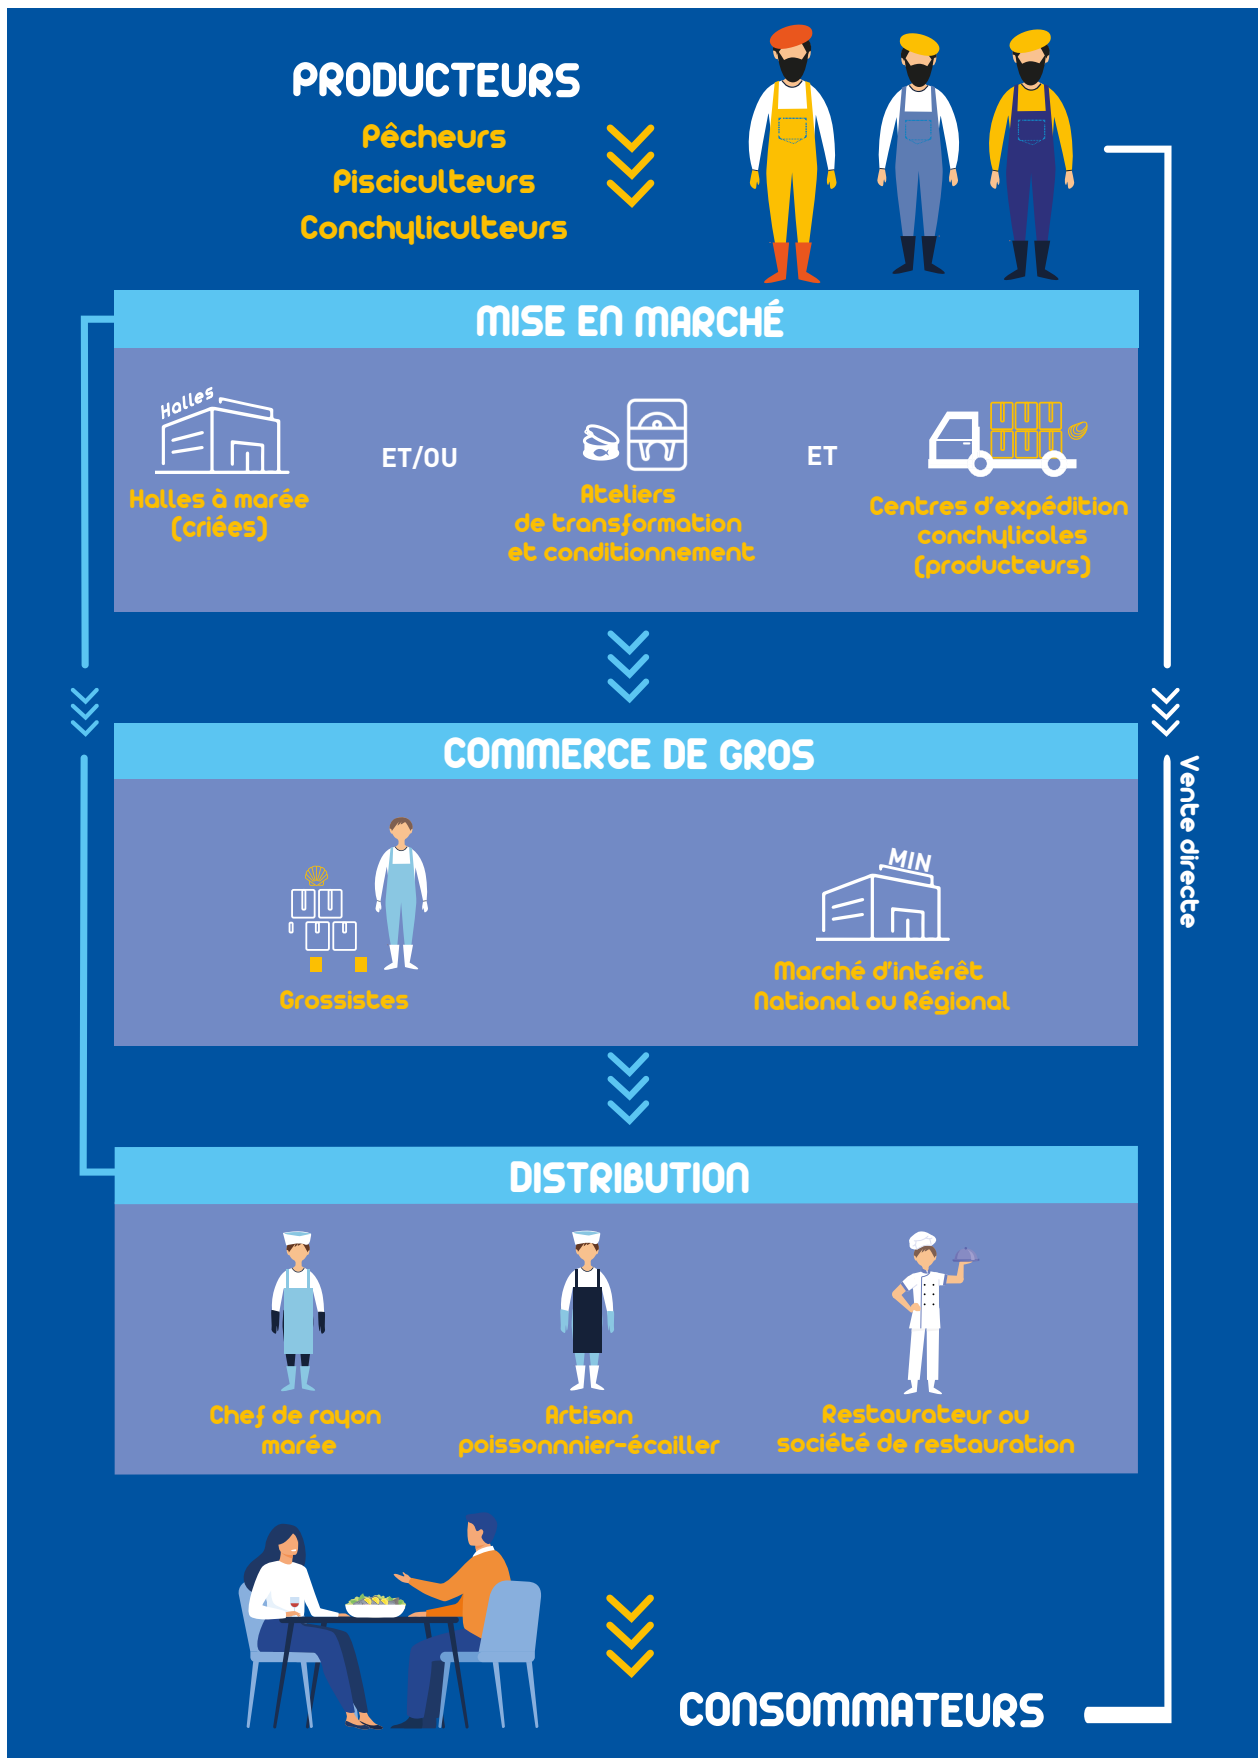 PRODUCTEURS
Pêcheurs
Pisciculteurs
Conchyliculteurs
MISE EN MARCHÉ
Halles
ET/OU
ET
Halles à marée
(criées)
Ateliers
de transformation
et conditionnement
Centres d'expédition
conchylicoles
(producteurs)
COMMERCE DE GROS
Vente directe
MIN
Grossistes
Marché d'intérêt
National ou Régional
DISTRIBUTION
Chef de rayon
marée
Artisan
poissonnnier-écailler
Restaurateur ou
société de restauration
CONSOMMATEURS